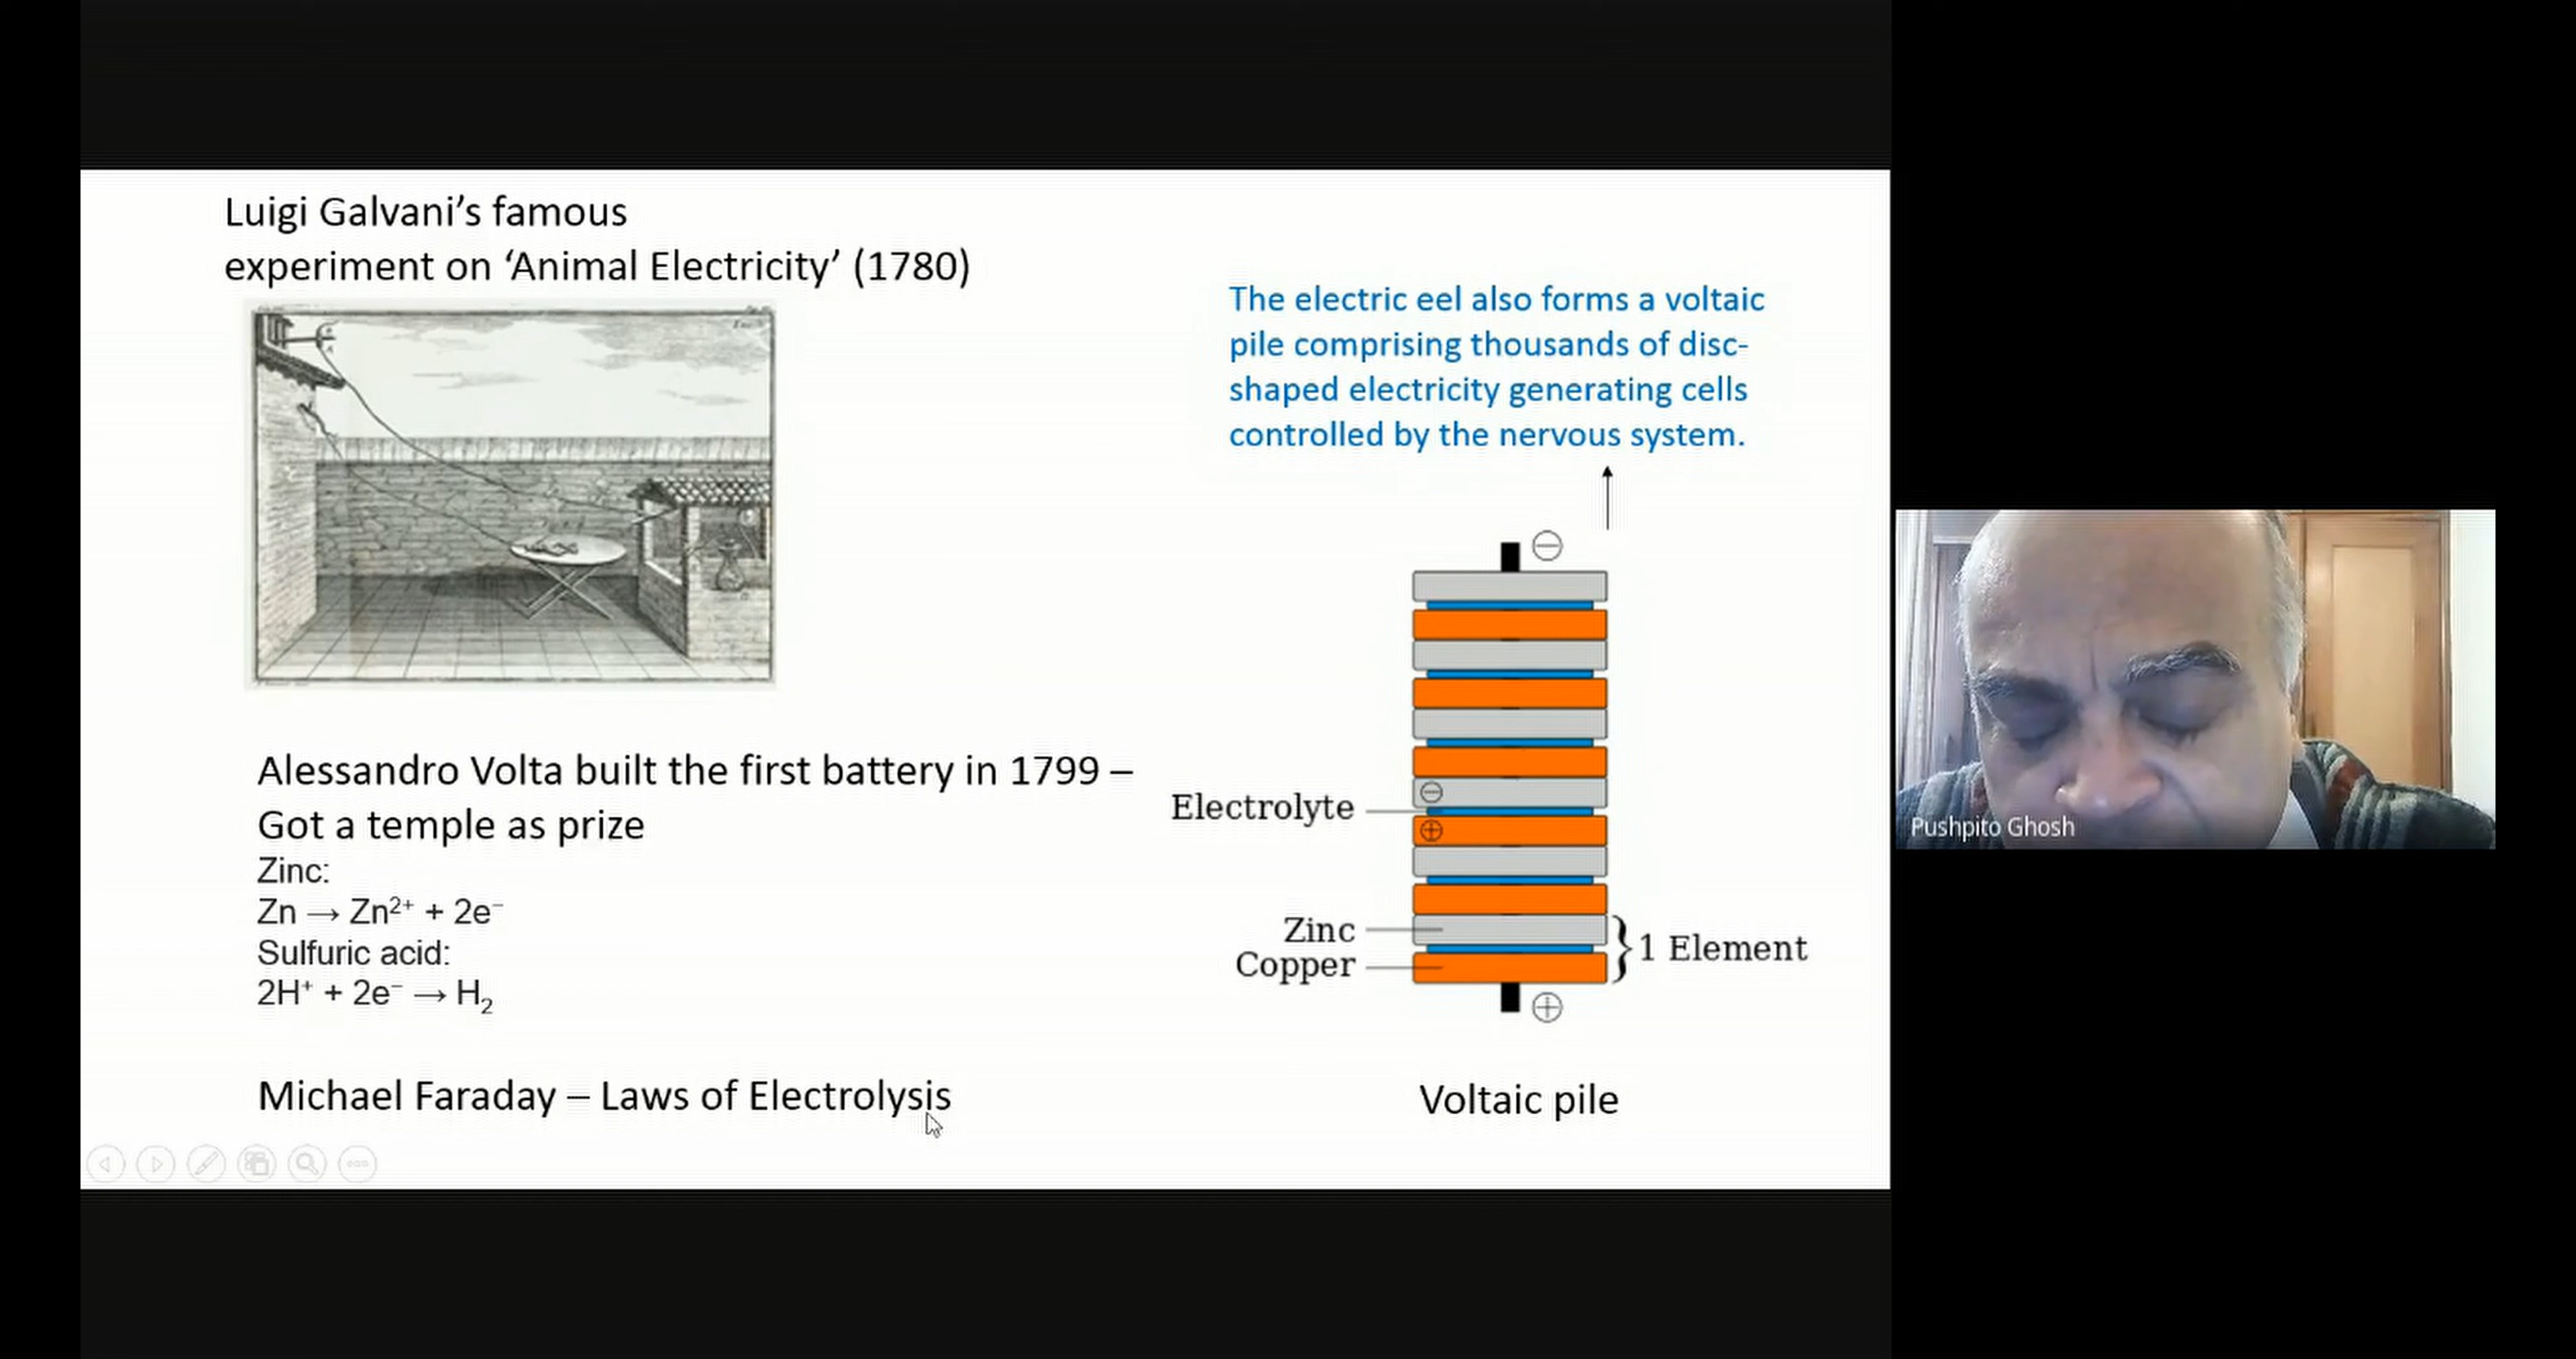 Luigi Galvani’s famous
experiment on ‘Animal Electricity’ (1780)
The electric eel also forms a voltaic
pile comprising thousands of disc-
shaped electricity generating cells
controlled by the nervous system.
Alessandro Volta built the first battery in 1799 –
Got a temple as prize
Zinc:
Zn → Zn²⁺ + 2e⁻
Sulfuric acid:
2H⁺ + 2e⁻ → H₂
Michael Faraday – Laws of Electrolysis
⊖
Electrolyte
⊖
⊕
Zinc
Copper
1 Element
⊕
Voltaic pile
Pushpito Ghosh